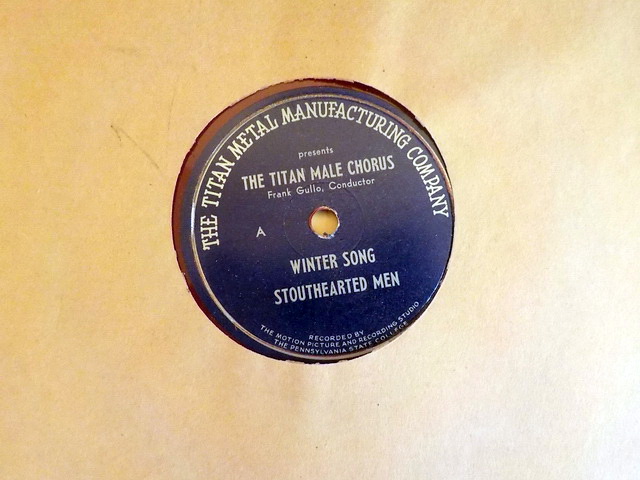 THE TITAN METAL MANUFACTURING COMPANY
presents
THE TITAN MALE CHORUS
Frank Gullo, Conductor
A
WINTER SONG
STOUTHEARTED MEN
RECORDED BY
THE MOTION PICTURE AND RECORDING STUDIO
THE PENNSYLVANIA STATE COLLEGE